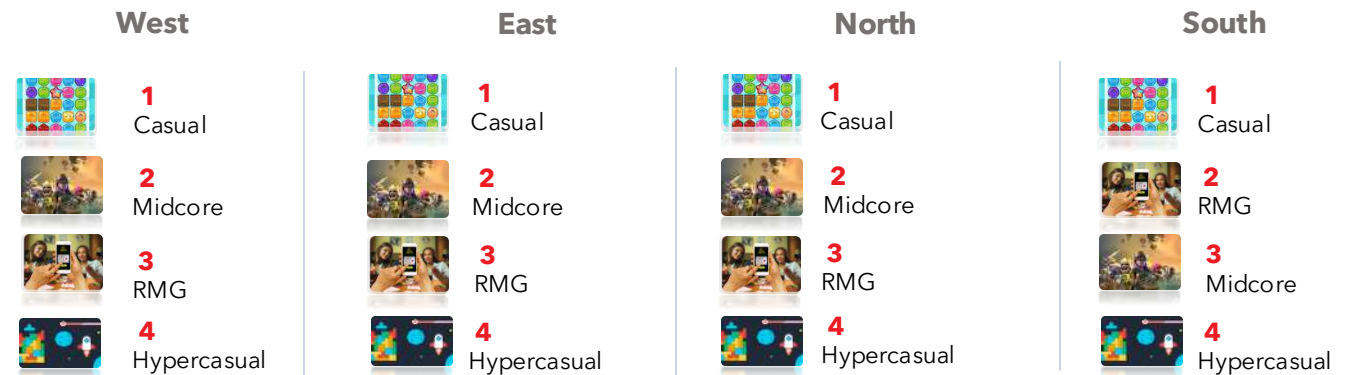 West
1
Casual
2
Midcore
3
RMG
4
Hypercasual
East
1
Casual
2
Midcore
3
RMG
4
Hypercasual
North
1
Casual
2
Midcore
3
RMG
4
Hypercasual
South
1
Casual
2
RMG
3
Midcore
4
Hypercasual